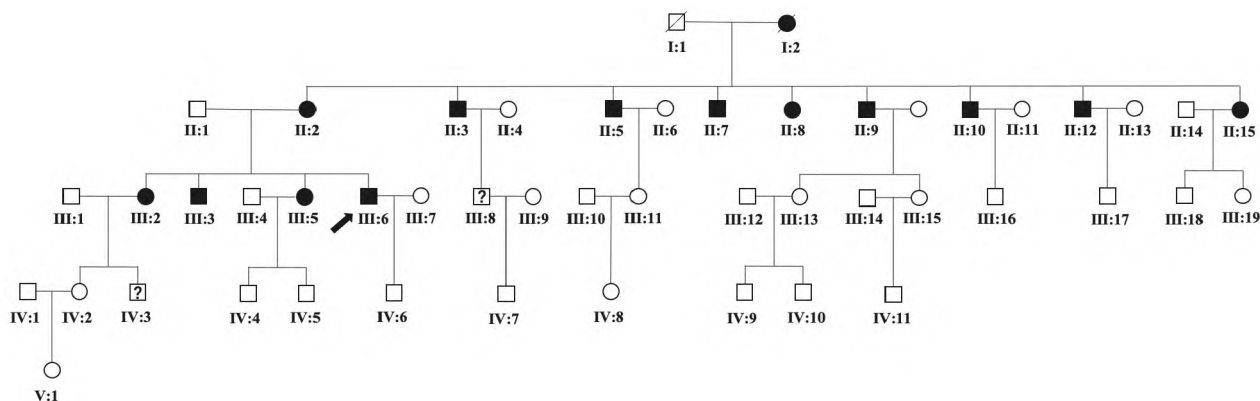 I:1 I:2
II:1 II:2 II:3 II:4 II:5 II:6 II:7 II:8 II:9 II:10 II:11 II:12 II:13 II:14 II:15
? 
III:1 III:2 III:3 III:4 III:5 III:6 III:7 III:8 III:9 III:10 III:11 III:12 III:13 III:14 III:15 III:16 III:17 III:18 III:19
?
IV:1 IV:2 IV:3 IV:4 IV:5 IV:6 IV:7 IV:8 IV:9 IV:10 IV:11
V:1